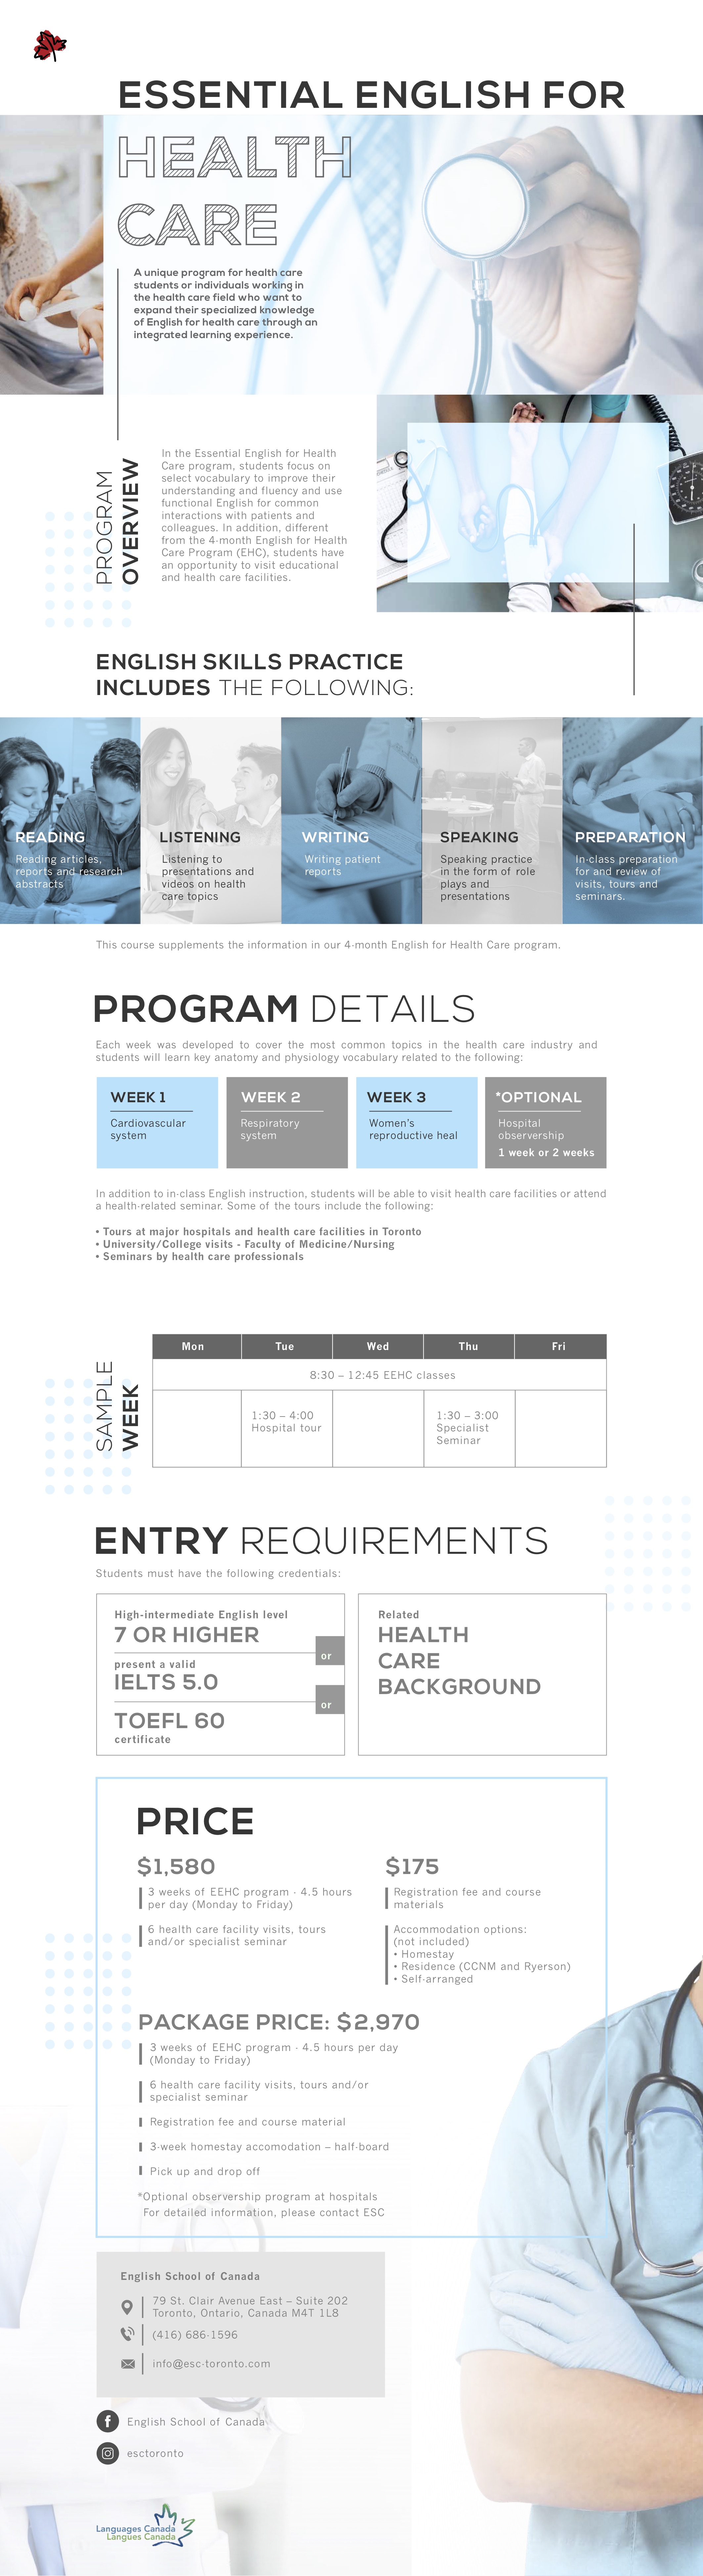 ESSENTIAL ENGLISH FOR
HEALTH
CARE
A unique program for health care
students or individuals working in
the health care field who want to
expand their specialized knowledge
of English for health care through an
integrated learning experience.
PROGRAM
OVERVIEW
In the Essential English for Health
Care program, students focus on
select vocabulary to improve their
understanding and fluency and use
functional English for common
interactions with patients and
colleagues. In addition, different
from the 4-month English for Health
Care Program (EHC), students have
an opportunity to visit educational
and health care facilities.
ENGLISH SKILLS PRACTICE
INCLUDES THE FOLLOWING:
READING
Reading articles,
reports and research
abstracts
LISTENING
Listening to
presentations and
videos on health
care topics
WRITING
Writing patient
reports
SPEAKING
Speaking practice
in the form of role
plays and
presentations
PREPARATION
In-class preparation
for and review of
visits, tours and
seminars.
This course supplements the information in our 4-month English for Health Care program.
PROGRAM DETAILS
Each week was developed to cover the most common topics in the health care industry and
students will learn key anatomy and physiology vocabulary related to the following:
WEEK 1
Cardiovascular
system
WEEK 2
Respiratory
system
WEEK 3
Women's
reproductive heal
*OPTIONAL
Hospital
observership
1 week or 2 weeks
In addition to in-class English instruction, students will be able to visit health care facilities or attend
a health-related seminar. Some of the tours include the following:
• Tours at major hospitals and health care facilities in Toronto
• University/College visits - Faculty of Medicine/Nursing
• Seminars by health care professionals
SAMPLE
WEEK
Mon Tue Wed Thu Fri
8:30 – 12:45 EEHC classes
1:30 – 4:00
Hospital tour
1:30 – 3:00
Specialist
Seminar
ENTRY REQUIREMENTS
Students must have the following credentials:
High-intermediate English level
7 OR HIGHER
or
present a valid
IELTS 5.0
or
TOEFL 60
certificate
Related
HEALTH
CARE
BACKGROUND
PRICE
$1,580
3 weeks of EEHC program - 4.5 hours
per day (Monday to Friday)
6 health care facility visits, tours
and/or specialist seminar
$175
Registration fee and course
materials
Accommodation options:
(not included)
• Homestay
• Residence (CCNM and Ryerson)
• Self-arranged
PACKAGE PRICE: $2,970
3 weeks of EEHC program - 4.5 hours per day
(Monday to Friday)
6 health care facility visits, tours and/or
specialist seminar
Registration fee and course material
3-week homestay accomodation – half-board
Pick up and drop off
*Optional observership program at hospitals
For detailed information, please contact ESC
English School of Canada
79 St. Clair Avenue East – Suite 202
Toronto, Ontario, Canada M4T 1L8
(416) 686-1596
info@esc-toronto.com
English School of Canada
esctoronto
Languages Canada
Langues Canada